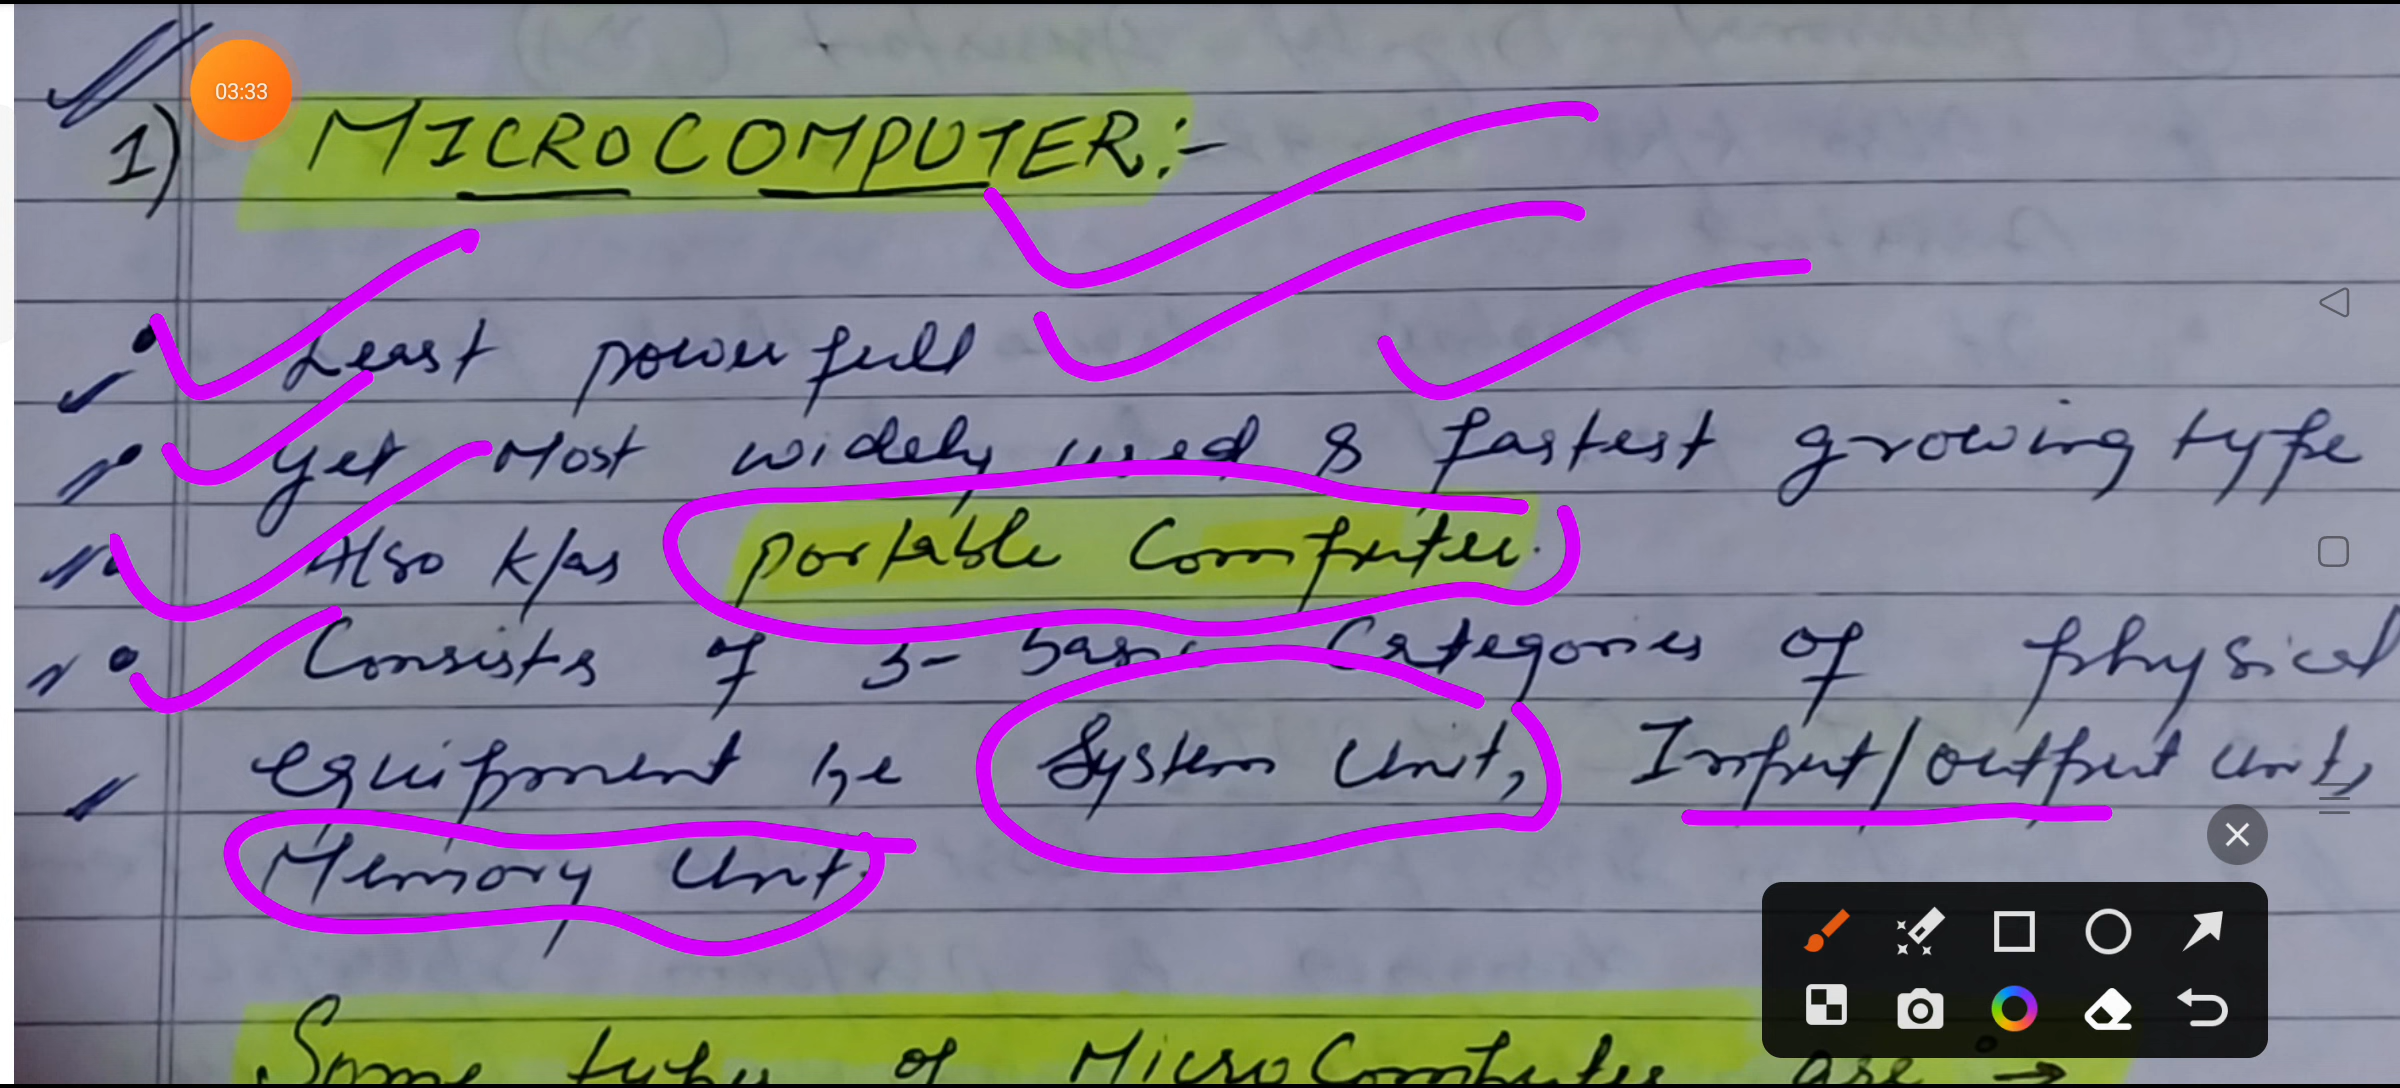 03:33
1) MICROCOMPUTER:-
• Least powerfull
• yet Most widely used & fastest growing type
• Also k/as portable Computer.
• Consists of 3- basic Categories of physical
equipment i.e System Unit, Input/output Unit,
Memory Unit.
Some types of MicroComputer are :→